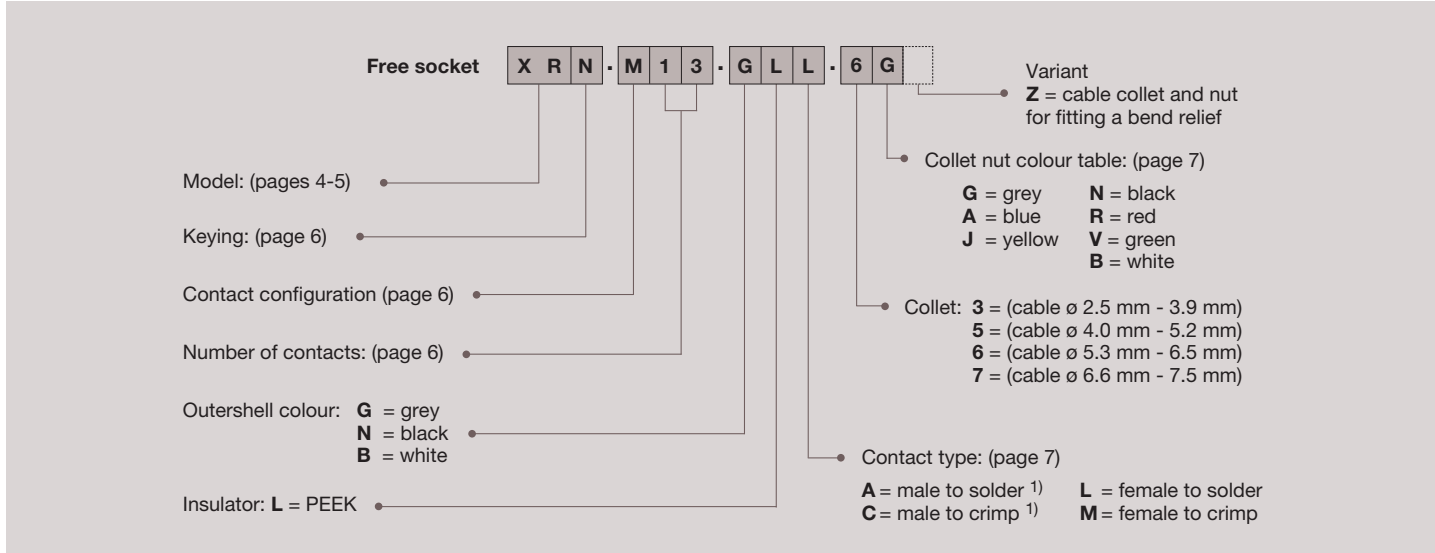 Free socket X R N . M 1 3 . G L L . 6 G
Variant
Z = cable collet and nut
for fitting a bend relief
Collet nut colour table: (page 7)
G = grey N = black
A = blue R = red
J = yellow V = green
B = white
Model: (pages 4-5)
Keying: (page 6)
Contact configuration (page 6)
Collet: 3 = (cable ø 2.5 mm - 3.9 mm)
5 = (cable ø 4.0 mm - 5.2 mm)
6 = (cable ø 5.3 mm - 6.5 mm)
7 = (cable ø 6.6 mm - 7.5 mm)
Number of contacts: (page 6)
Outershell colour: G = grey
N = black
B = white
Contact type: (page 7)
A = male to solder 1) L = female to solder
C = male to crimp 1) M = female to crimp
Insulator: L = PEEK